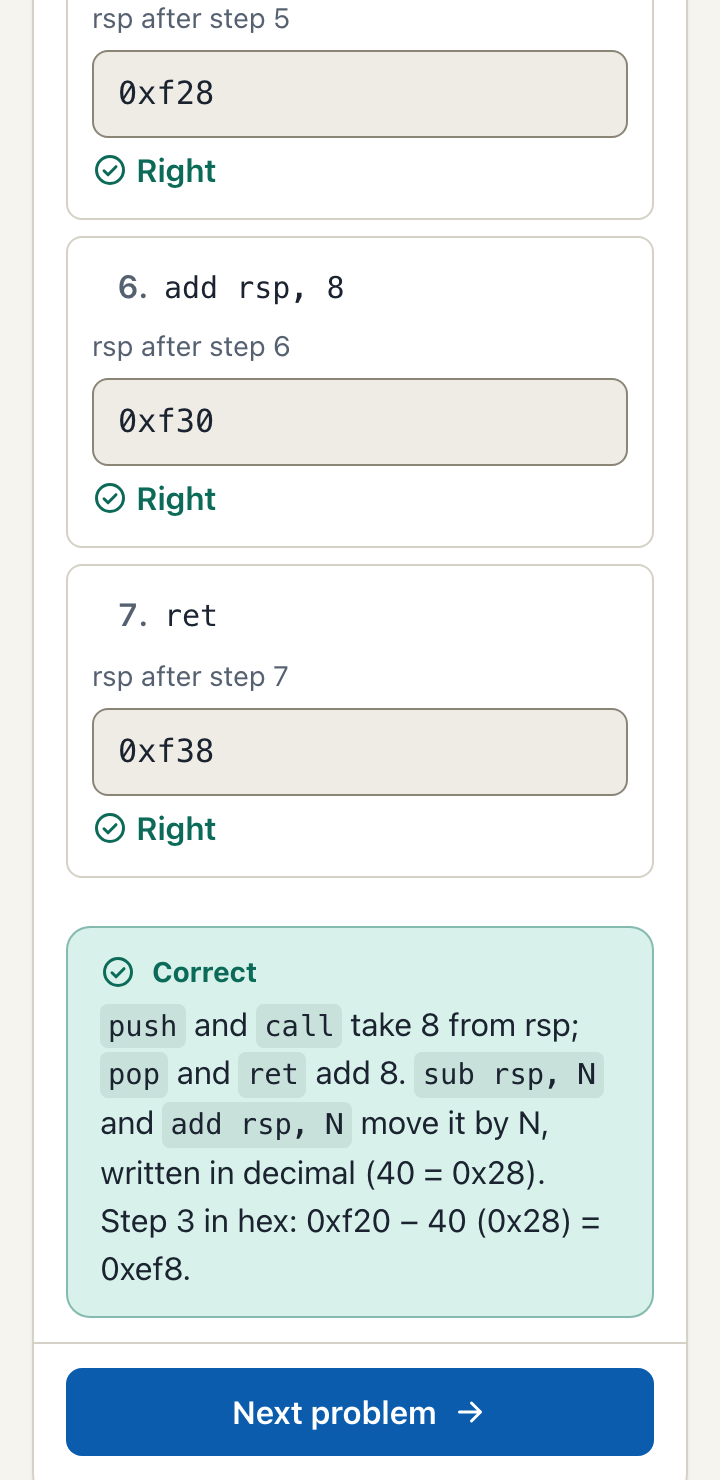 rsp after step 5
0xf28
Right
6. add rsp, 8
rsp after step 6
0xf30
Right
7. ret
rsp after step 7
0xf38
Right
Correct
push and call take 8 from rsp;
pop and ret add 8. sub rsp, N
and add rsp, N move it by N,
written in decimal (40 = 0x28).
Step 3 in hex: 0xf20 – 40 (0x28) =
0xef8.
Next problem →